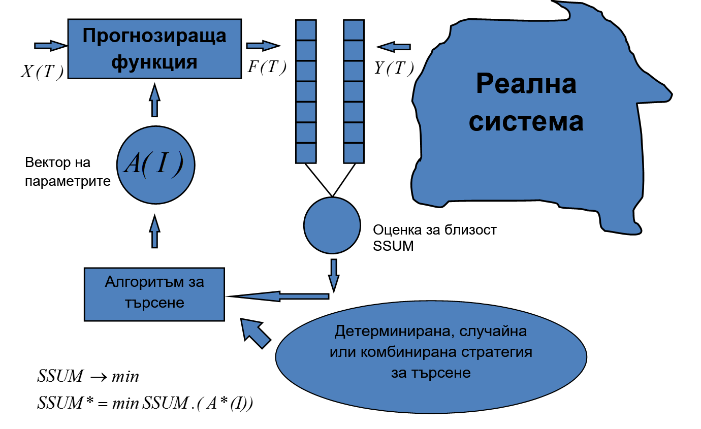 Прогнозираща
функция
X(T)
F(T)
Y(T)
Реална
система
Вектор на
параметрите
A(I)
Оценка за близост
SSUM
Алгоритъм за
търсене
Детерминирана, случайна
или комбинирана стратегия
за търсене
SSUM → min
SSUM* = min SSUM.(A*(I))